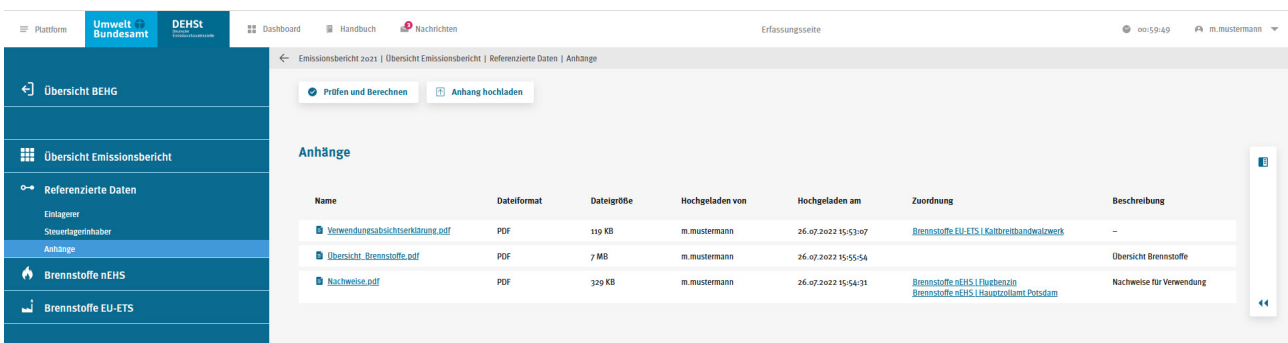 Plattform
Umwelt
Bundesamt
DEHSt
Deutsche
Emissionshandelsstelle
Dashboard
Handbuch
3
Nachrichten
Erfassungsseite
00:59:49
m.mustermann
Emissionsbericht 2021 | Übersicht Emissionsbericht | Referenzierte Daten | Anhänge
Übersicht BEHG
Prüfen und Berechnen
Anhang hochladen
Übersicht Emissionsbericht
Referenzierte Daten
Einlagerer
Steuerlagerinhaber
Anhänge
Brennstoffe nEHS
Brennstoffe EU-ETS
Anhänge
Name Dateiformat Dateigröße Hochgeladen von Hochgeladen am Zuordnung Beschreibung
Verwendungsabsichtserklärung.pdf PDF 119 KB m.mustermann 26.07.2022 15:53:07 Brennstoffe EU-ETS | Kaltbreitbandwalzwerk –
Übersicht_Brennstoffe.pdf PDF 7 MB m.mustermann 26.07.2022 15:55:54 Übersicht Brennstoffe
Nachweise.pdf PDF 329 KB m.mustermann 26.07.2022 15:54:31 Brennstoffe nEHS | Flugbenzin Nachweise für Verwendung
Brennstoffe nEHS | Hauptzollamt Potsdam